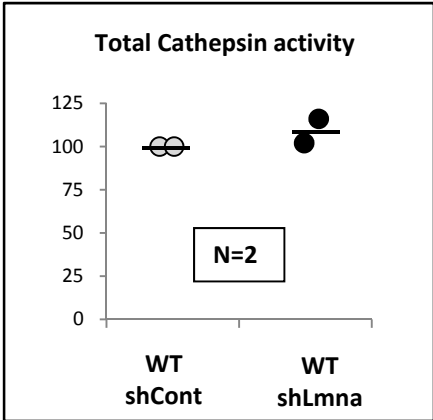 Total Cathepsin activity
125
100
75
50
25
0
N=2
WT
shCont
WT
shLmna